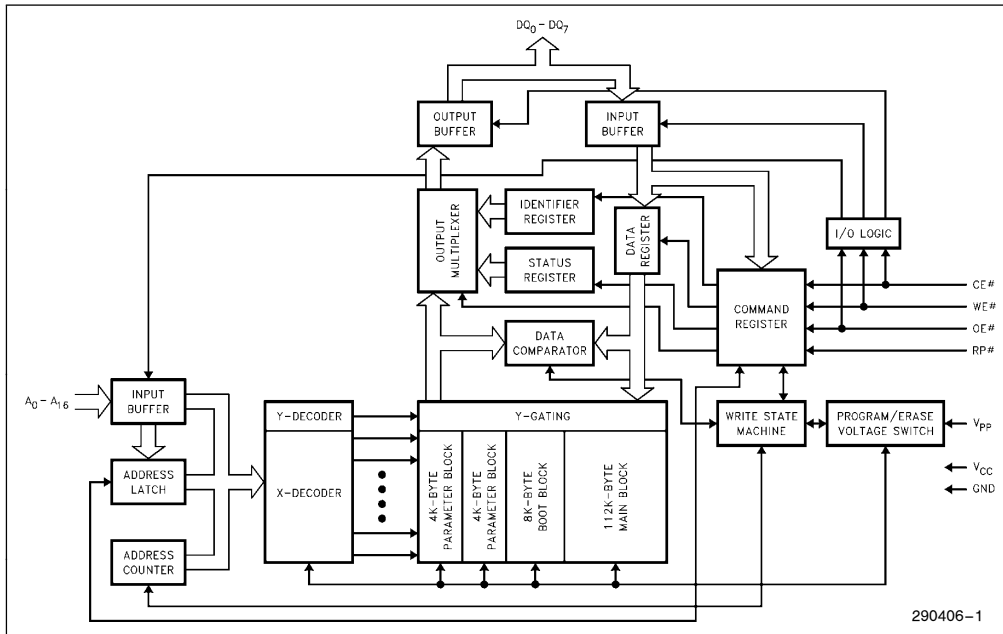 DQ0 – DQ7
OUTPUT
BUFFER
INPUT
BUFFER
OUTPUT
MULTIPLEXER
IDENTIFIER
REGISTER
STATUS
REGISTER
DATA
REGISTER
I/O LOGIC
COMMAND
REGISTER
CE#
WE#
OE#
RP#
DATA
COMPARATOR
A0 – A16
INPUT
BUFFER
ADDRESS
LATCH
ADDRESS
COUNTER
Y-DECODER
X-DECODER
Y-GATING
4K-BYTE
PARAMETER BLOCK
4K-BYTE
PARAMETER BLOCK
8K-BYTE
BOOT BLOCK
112K-BYTE
MAIN BLOCK
WRITE STATE
MACHINE
PROGRAM/ERASE
VOLTAGE SWITCH
VPP
VCC
GND
290406–1